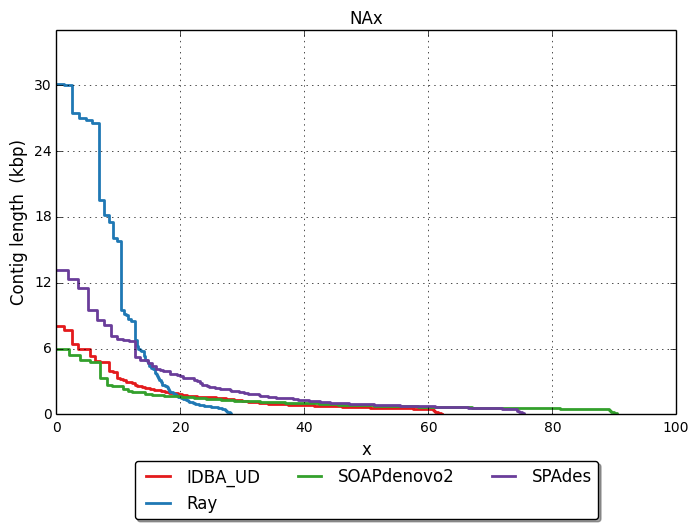 NAx
Contig length (kbp)
30
24
18
12
6
0
0 20 40 60 80 100
x
IDBA_UD SOAPdenovo2 SPAdes
Ray